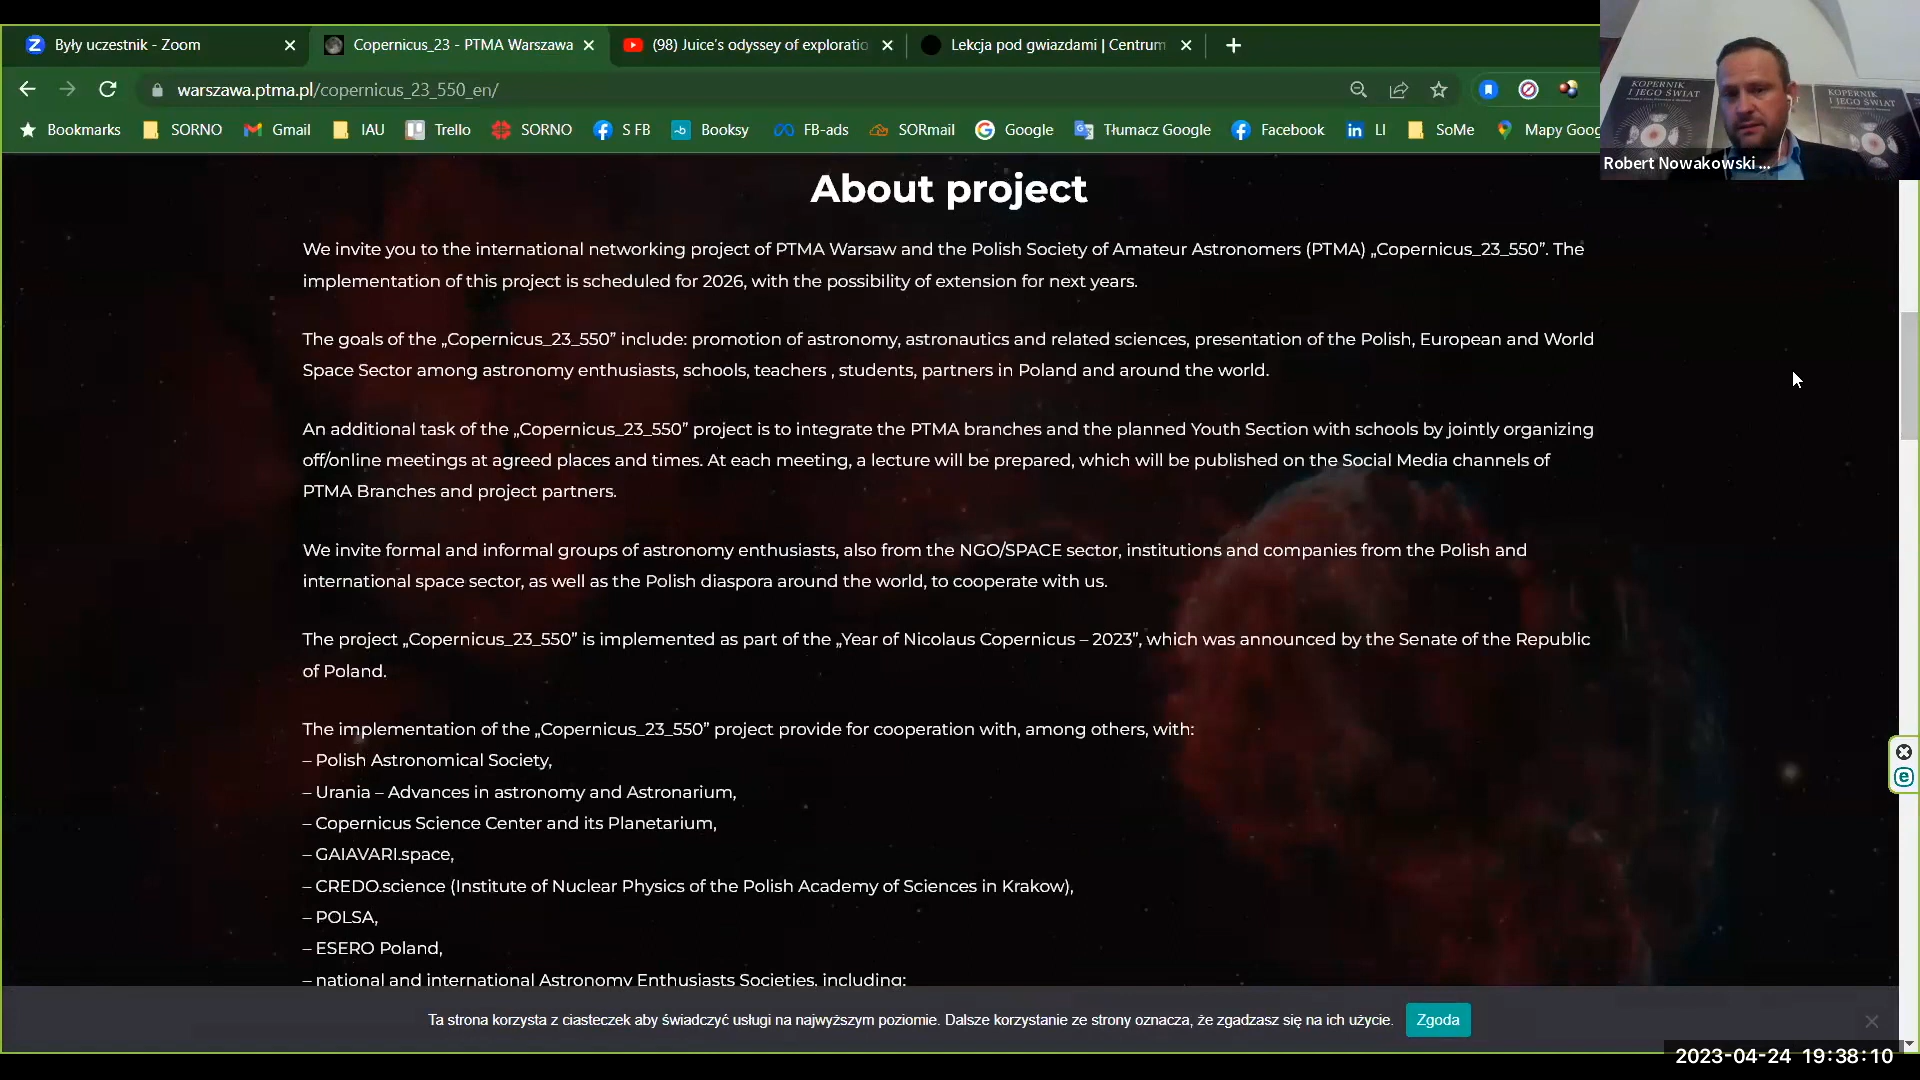 Były uczestnik - Zoom
Copernicus_23 - PTMA Warszawa
(98) Juice's odyssey of exploratio
Lekcja pod gwiazdami | Centrum
warszawa.ptma.pl/copernicus_23_550_en/
Bookmarks SORNO Gmail IAU Trello SORNO S FB Booksy FB-ads SORmail Google Tłumacz Google Facebook LI SoMe Mapy Goog
KOPERNIK I JEGO ŚWIAT
KOPERNIK I JEGO ŚWIAT
Robert Nowakowski ...
About project
We invite you to the international networking project of PTMA Warsaw and the Polish Society of Amateur Astronomers (PTMA) „Copernicus_23_550”. The
implementation of this project is scheduled for 2026, with the possibility of extension for next years.
The goals of the „Copernicus_23_550” include: promotion of astronomy, astronautics and related sciences, presentation of the Polish, European and World
Space Sector among astronomy enthusiasts, schools, teachers , students, partners in Poland and around the world.
An additional task of the „Copernicus_23_550” project is to integrate the PTMA branches and the planned Youth Section with schools by jointly organizing
off/online meetings at agreed places and times. At each meeting, a lecture will be prepared, which will be published on the Social Media channels of
PTMA Branches and project partners.
We invite formal and informal groups of astronomy enthusiasts, also from the NGO/SPACE sector, institutions and companies from the Polish and
international space sector, as well as the Polish diaspora around the world, to cooperate with us.
The project „Copernicus_23_550” is implemented as part of the „Year of Nicolaus Copernicus – 2023”, which was announced by the Senate of the Republic
of Poland.
The implementation of the „Copernicus_23_550” project provide for cooperation with, among others, with:
– Polish Astronomical Society,
– Urania – Advances in astronomy and Astronarium,
– Copernicus Science Center and its Planetarium,
– GAIAVARI.space,
– CREDO.science (Institute of Nuclear Physics of the Polish Academy of Sciences in Krakow),
– POLSA,
– ESERO Poland,
– national and international Astronomy Enthusiasts Societies, including:
Ta strona korzysta z ciasteczek aby świadczyć usługi na najwyższym poziomie. Dalsze korzystanie ze strony oznacza, że zgadzasz się na ich użycie. Zgoda
2023-04-24 19:38:10